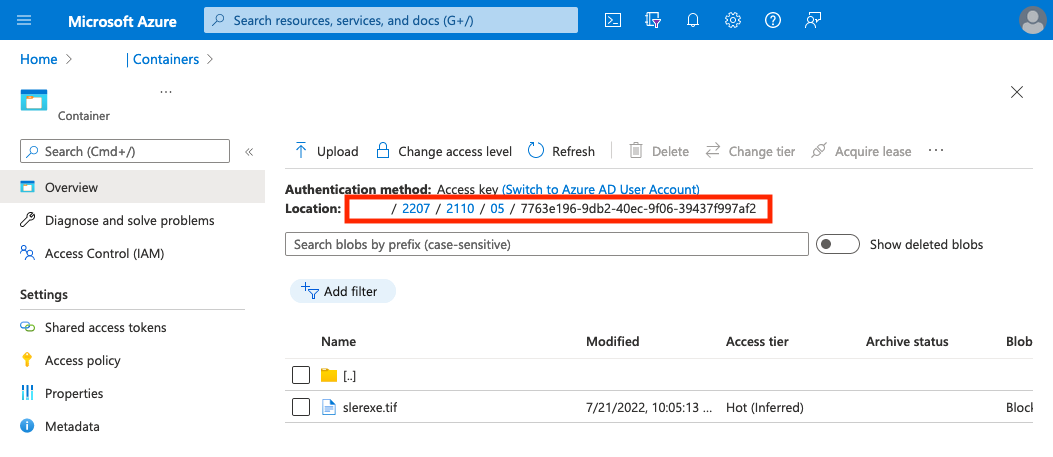 Microsoft Azure
Search resources, services, and docs (G+/)
Home > | Containers >
...
Container
Search (Cmd+/)
«
Upload Change access level Refresh Delete Change tier Acquire lease ...
Overview
Diagnose and solve problems
Access Control (IAM)
Settings
Shared access tokens
Access policy
Properties
Metadata
Authentication method: Access key (Switch to Azure AD User Account)
Location: / 2207 / 2110 / 05 / 7763e196-9db2-40ec-9f06-39437f997af2
Search blobs by prefix (case-sensitive)
Show deleted blobs
Add filter
Name Modified Access tier Archive status Blob
[..]
slerexe.tif 7/21/2022, 10:05:13 ... Hot (Inferred) Block